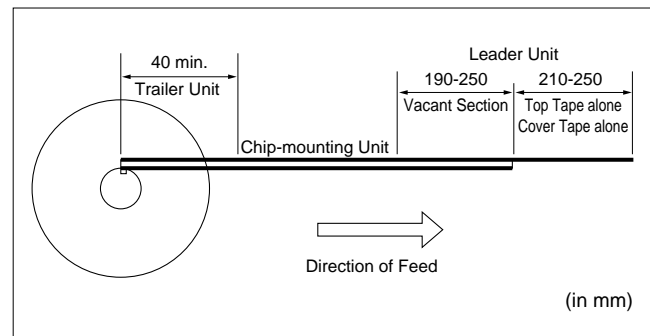 Leader Unit
40 min.
190-250
210-250
Trailer Unit
Vacant Section
Top Tape alone
Cover Tape alone
Chip-mounting Unit
Direction of Feed
(in mm)